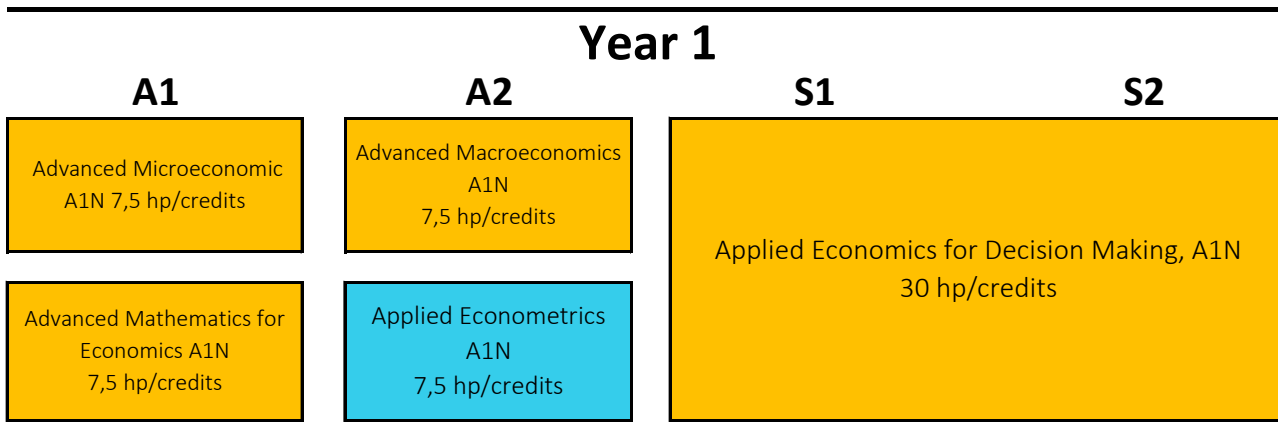 Year 1
A1
A2
S1
S2
Advanced Microeconomic
A1N 7,5 hp/credits
Advanced Macroeconomics
A1N
7,5 hp/credits
Applied Economics for Decision Making, A1N
30 hp/credits
Advanced Mathematics for
Economics A1N
7,5 hp/credits
Applied Econometrics
A1N
7,5 hp/credits